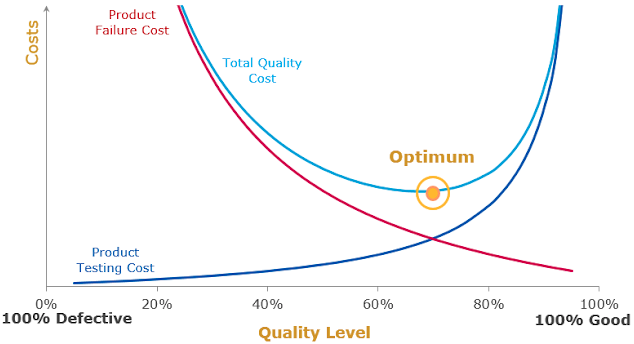 Costs
Product
Failure Cost
Total Quality
Cost
Optimum
Product
Testing Cost
0%
20%
40%
60%
80%
100%
100% Defective
100% Good
Quality Level